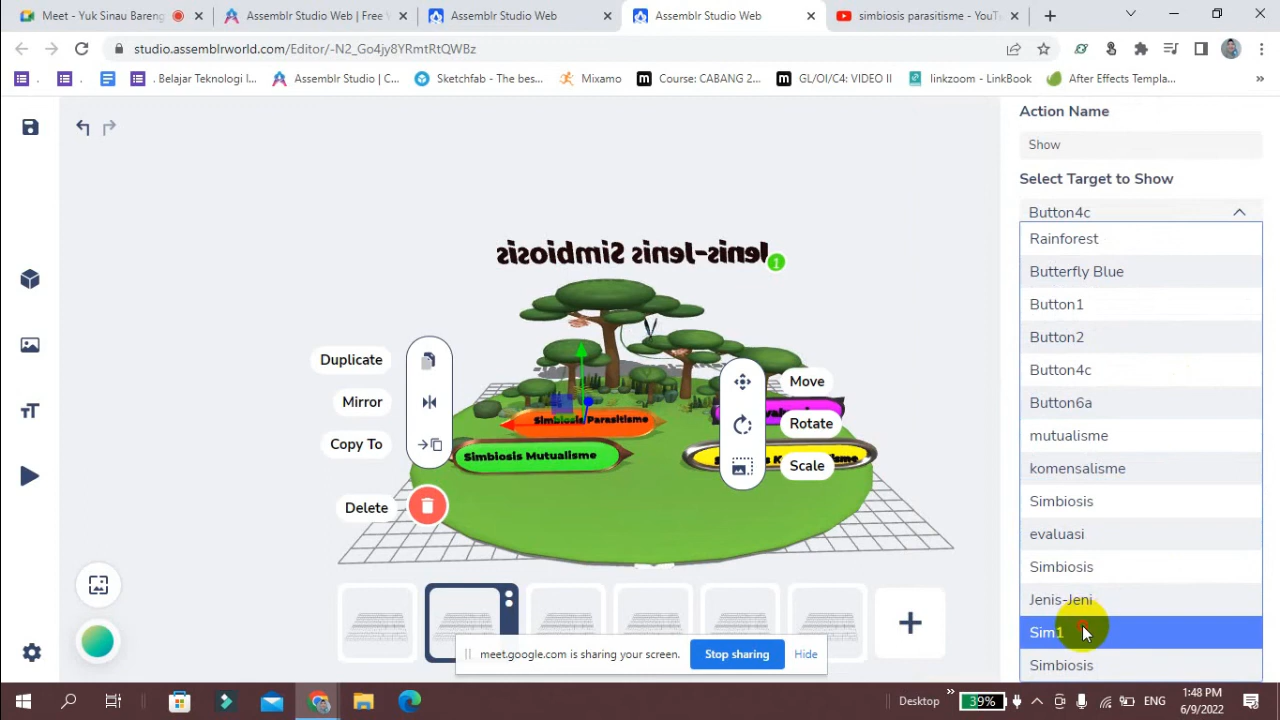 Meet - Yuk Sinau Bareng
Assemblr Studio Web | Free V
Assemblr Studio Web
Assemblr Studio Web
simbiosis parasitisme - YouT
studio.assemblrworld.com/Editor/-N2_Go4jy8YRmtRtQWBz
. Belajar Teknologi I...
Assemblr Studio | C...
Sketchfab - The bes...
Mixamo
Course: CABANG 2...
GL/OI/C4: VIDEO II
linkzoom - LinkBook
After Effects Templa...
Action Name
Show
Select Target to Show
Button4c
Rainforest
Butterfly Blue
Button1
Button2
Button4c
Button6a
mutualisme
komensalisme
Simbiosis
evaluasi
Simbiosis
Jenis-Jeni
Sim1
Simbiosis
Jenis-Jenis Simbiosis
1
Duplicate
Mirror
Copy To
Delete
Move
Rotate
Scale
Simbiosis Parasitisme
Simbiosis Mutualisme
meet.google.com is sharing your screen.
Stop sharing
Hide
Desktop
39%
ENG
1:48 PM
6/9/2022